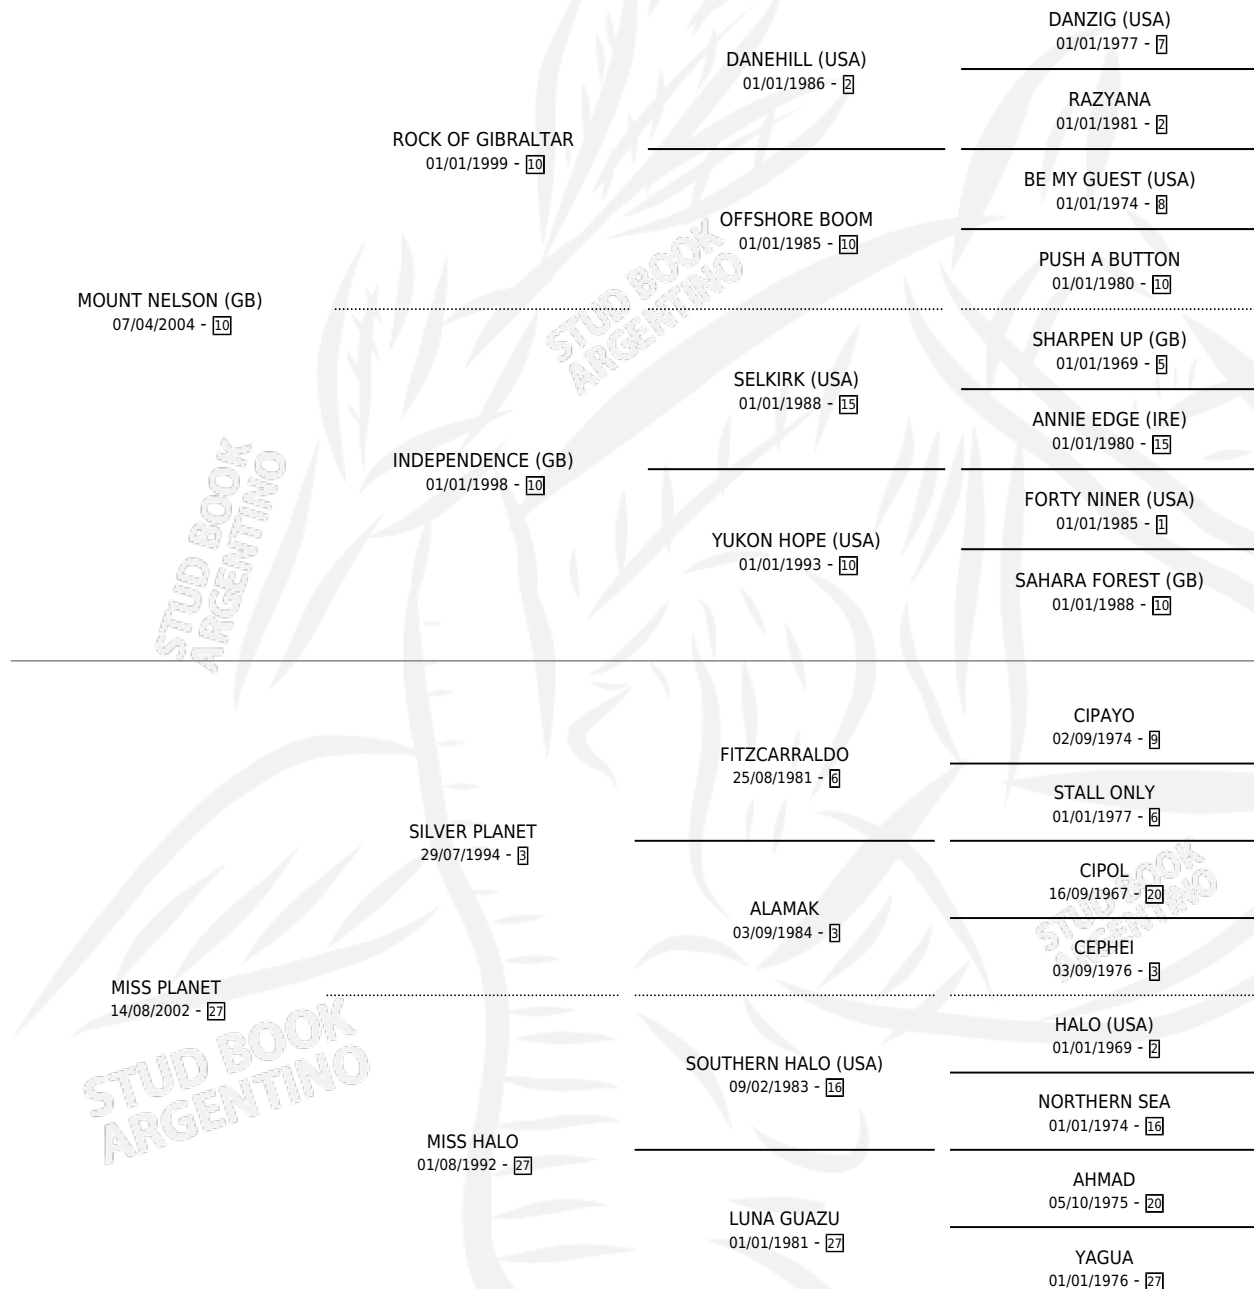 DANZIG (USA)
01/01/1977 - 7
DANEHILL (USA)
01/01/1986 - 2
RAZYANA
01/01/1981 - 2
ROCK OF GIBRALTAR
01/01/1999 - 10
BE MY GUEST (USA)
01/01/1974 - 8
OFFSHORE BOOM
01/01/1985 - 10
PUSH A BUTTON
01/01/1980 - 10
MOUNT NELSON (GB)
07/04/2004 - 10
SHARPEN UP (GB)
01/01/1969 - 5
SELKIRK (USA)
01/01/1988 - 15
ANNIE EDGE (IRE)
01/01/1980 - 15
INDEPENDENCE (GB)
01/01/1998 - 10
FORTY NINER (USA)
01/01/1985 - 1
YUKON HOPE (USA)
01/01/1993 - 10
SAHARA FOREST (GB)
01/01/1988 - 10
STUD BOOK
ARGENTINO
STUD BOOK
ARGENTINO
CIPAYO
02/09/1974 - 9
FITZCARRALDO
25/08/1981 - 6
STALL ONLY
01/01/1977 - 6
SILVER PLANET
29/07/1994 - 3
CIPOL
16/09/1967 - 20
ALAMAK
03/09/1984 - 3
CEPHEI
03/09/1976 - 3
STUD BOOK
ARGENTINO
MISS PLANET
14/08/2002 - 27
HALO (USA)
01/01/1969 - 2
SOUTHERN HALO (USA)
09/02/1983 - 16
NORTHERN SEA
01/01/1974 - 16
STUD BOOK
ARGENTINO
MISS HALO
01/08/1992 - 27
AHMAD
05/10/1975 - 20
LUNA GUAZU
01/01/1981 - 27
YAGUA
01/01/1976 - 27